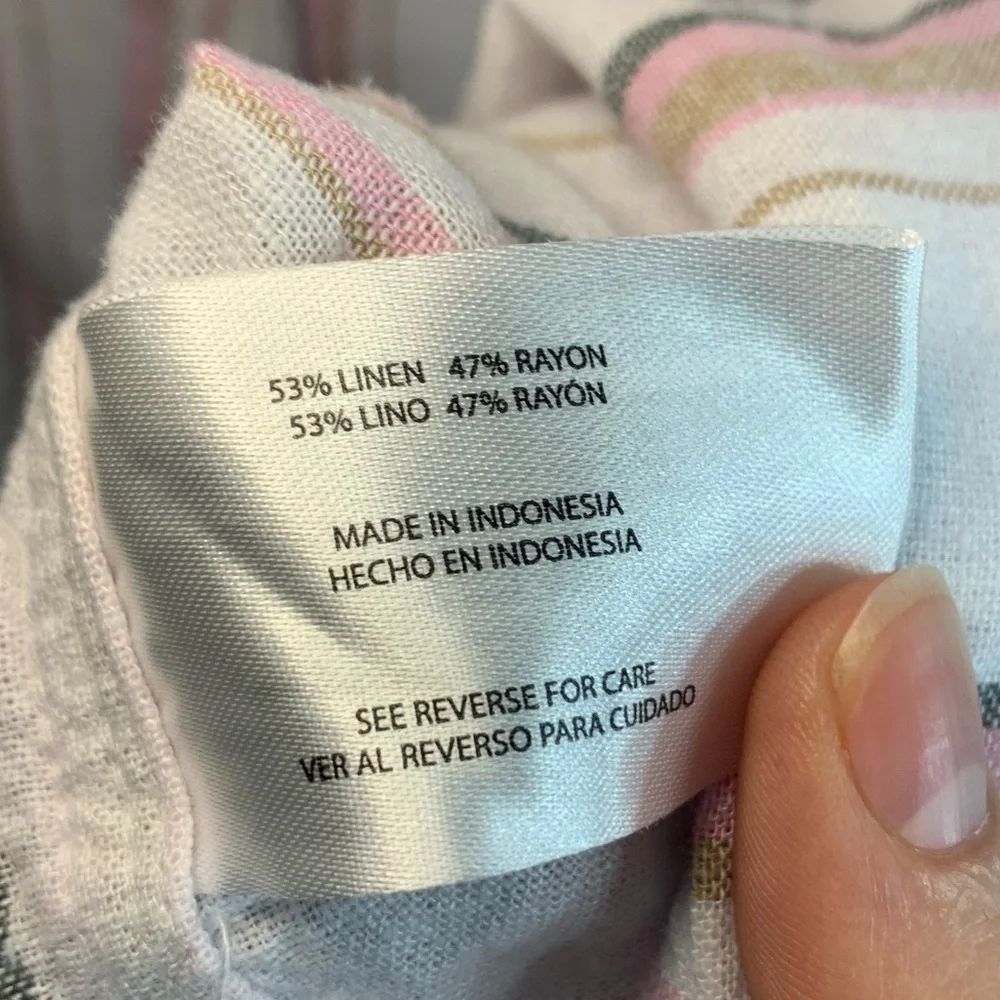 53% LINEN 47% RAYON
53% LINO 47% RAYÓN
MADE IN INDONESIA
HECHO EN INDONESIA
SEE REVERSE FOR CARE
VER AL REVERSO PARA CUIDADO